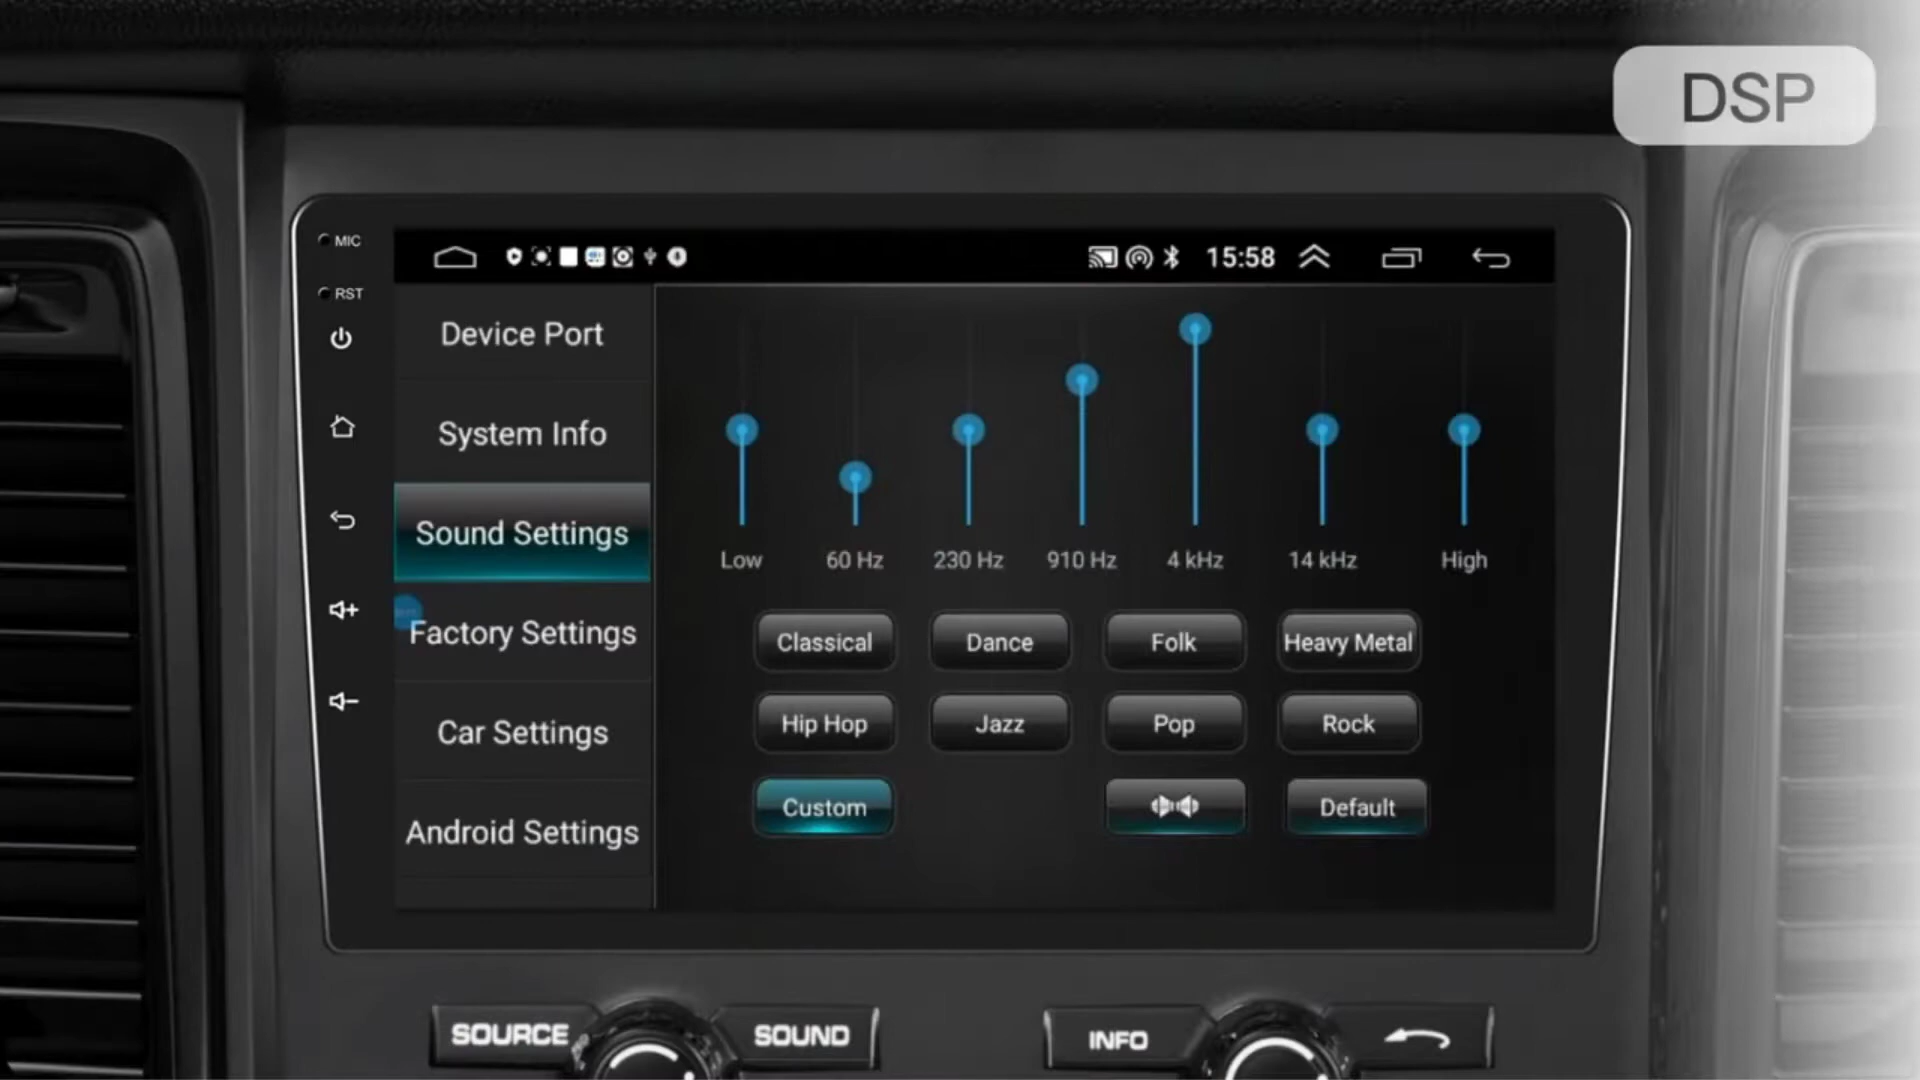 DSP
MIC
RST
15:58
Device Port
System Info
Sound Settings
Factory Settings
Car Settings
Android Settings
Low 60 Hz 230 Hz 910 Hz 4 kHz 14 kHz High
Classical Dance Folk Heavy Metal
Hip Hop Jazz Pop Rock
Custom Default
SOURCE SOUND INFO